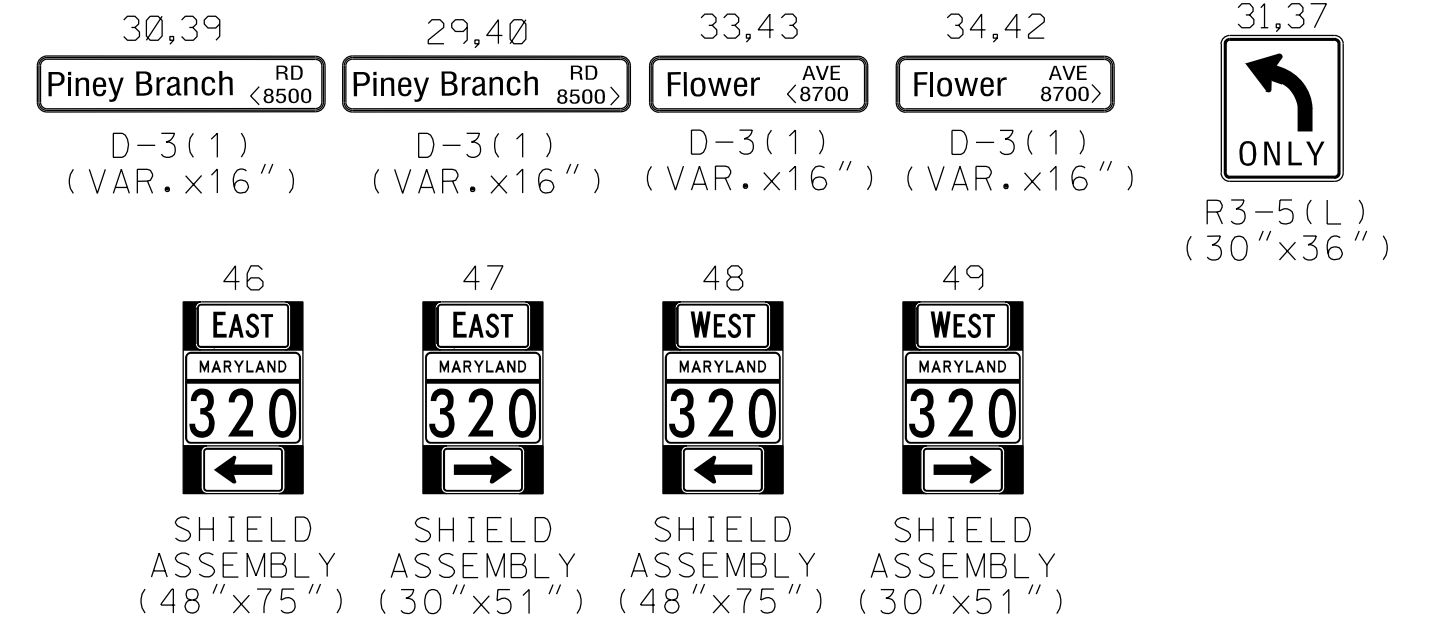 30,39
Piney Branch RD <8500
D-3(1)
(VAR.x16")
29,40
Piney Branch RD 8500>
D-3(1)
(VAR.x16")
33,43
Flower AVE <8700
D-3(1)
(VAR.x16")
34,42
Flower AVE 8700>
D-3(1)
(VAR.x16")
31,37
ONLY
R3-5(L)
(30"x36")
46
EAST
MARYLAND
320
SHIELD
ASSEMBLY
(48"x75")
47
EAST
MARYLAND
320
SHIELD
ASSEMBLY
(30"x51")
48
WEST
MARYLAND
320
SHIELD
ASSEMBLY
(48"x75")
49
WEST
MARYLAND
320
SHIELD
ASSEMBLY
(30"x51")